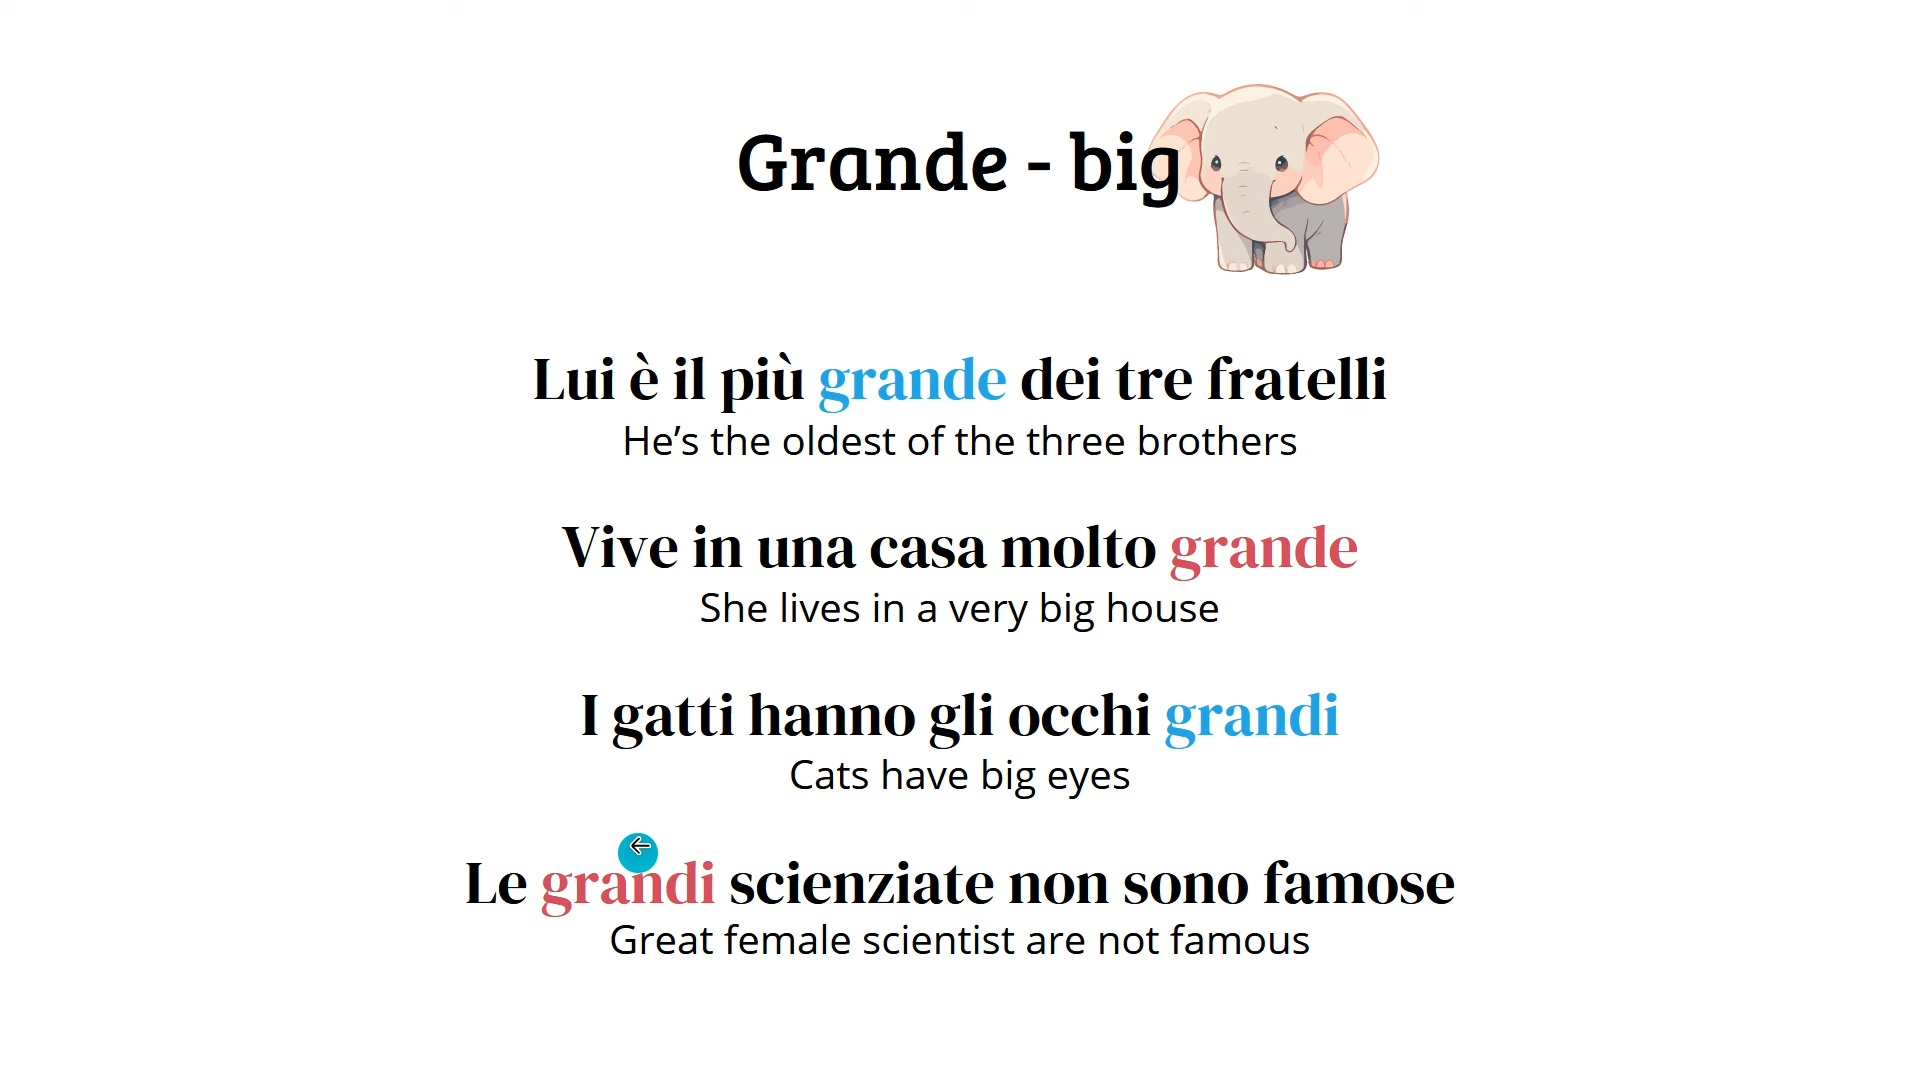 Grande - big
Lui è il più grande dei tre fratelli
He’s the oldest of the three brothers
Vive in una casa molto grande
She lives in a very big house
I gatti hanno gli occhi grandi
Cats have big eyes
Le grandi scienziate non sono famose
Great female scientist are not famous